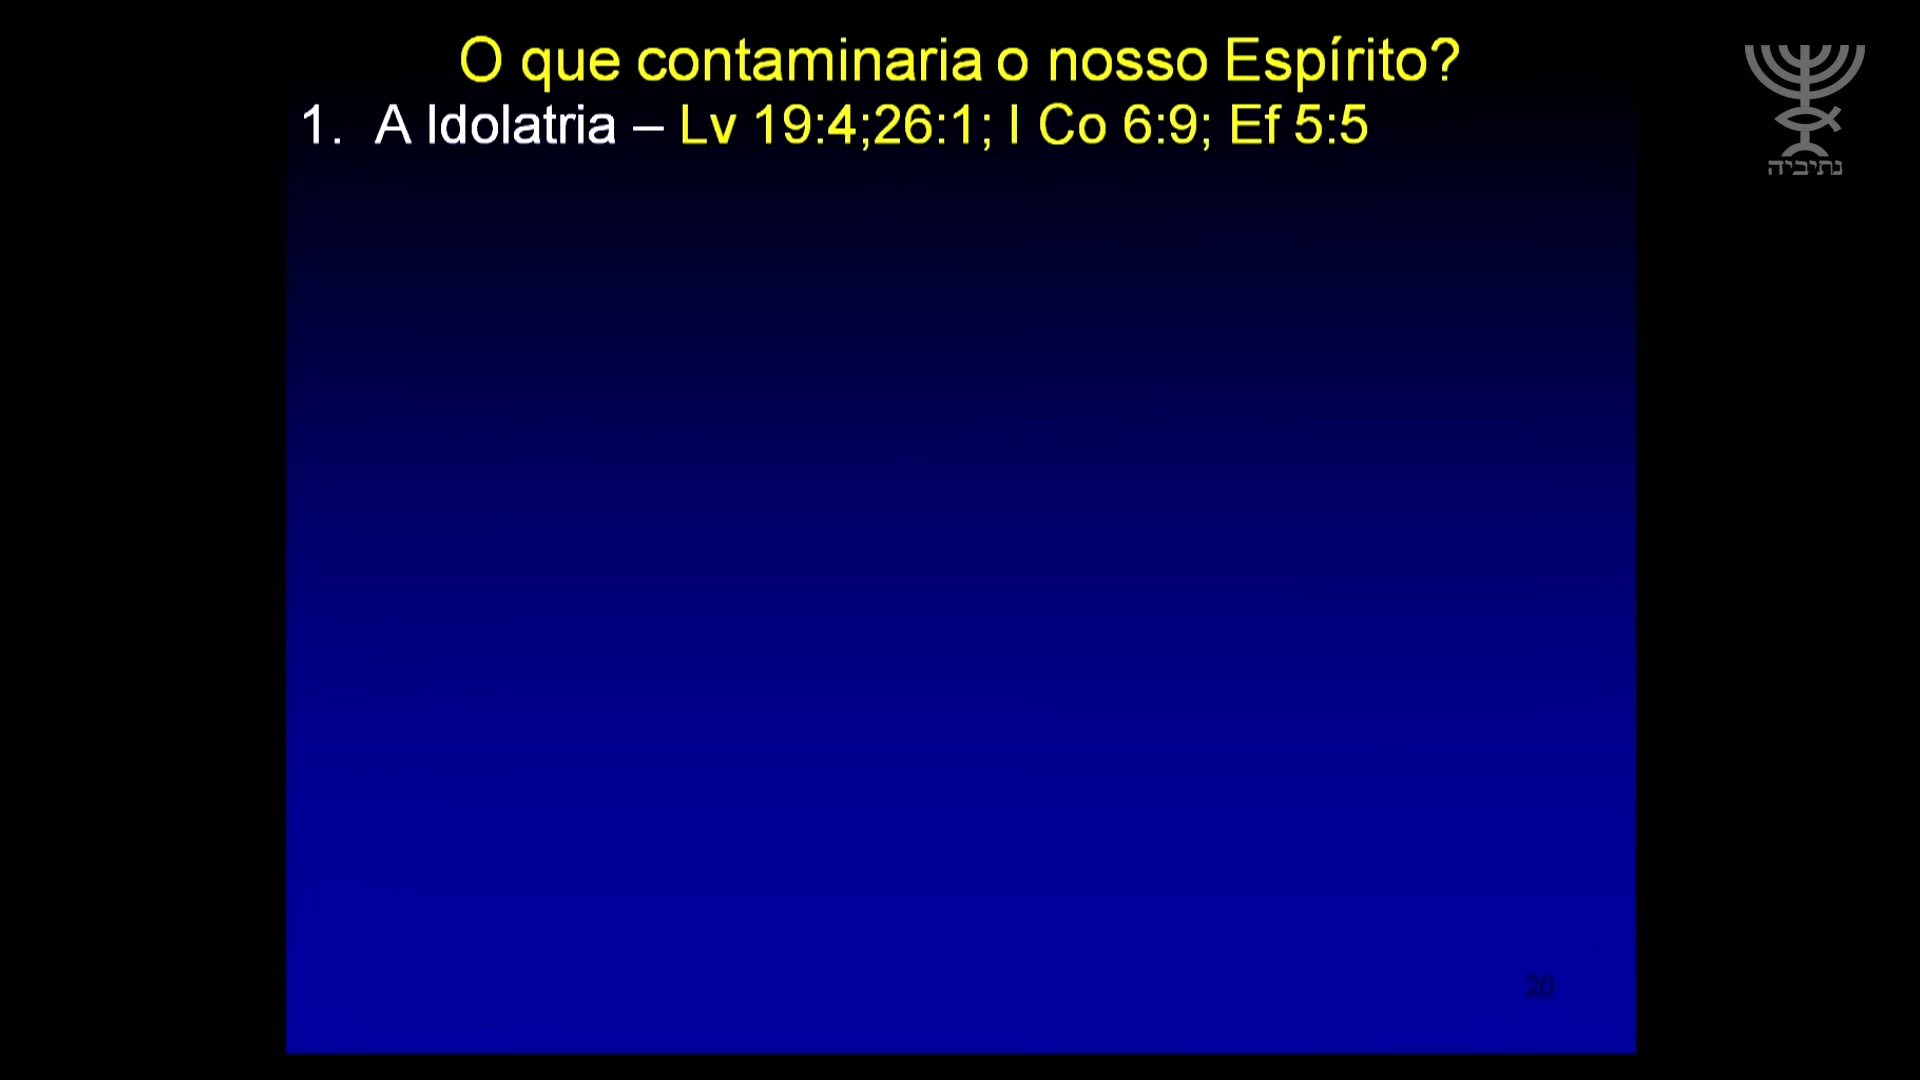 O que contaminaria o nosso Espírito?
1. A Idolatria – Lv 19:4;26:1; I Co 6:9; Ef 5:5
נתיביה
20